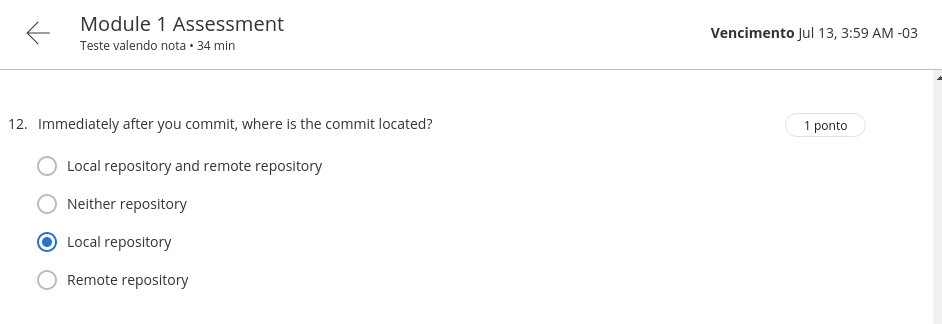 Module 1 Assessment
Teste valendo nota • 34 min
Vencimento Jul 13, 3:59 AM -03
12. Immediately after you commit, where is the commit located?
1 ponto
Local repository and remote repository
Neither repository
Local repository
Remote repository